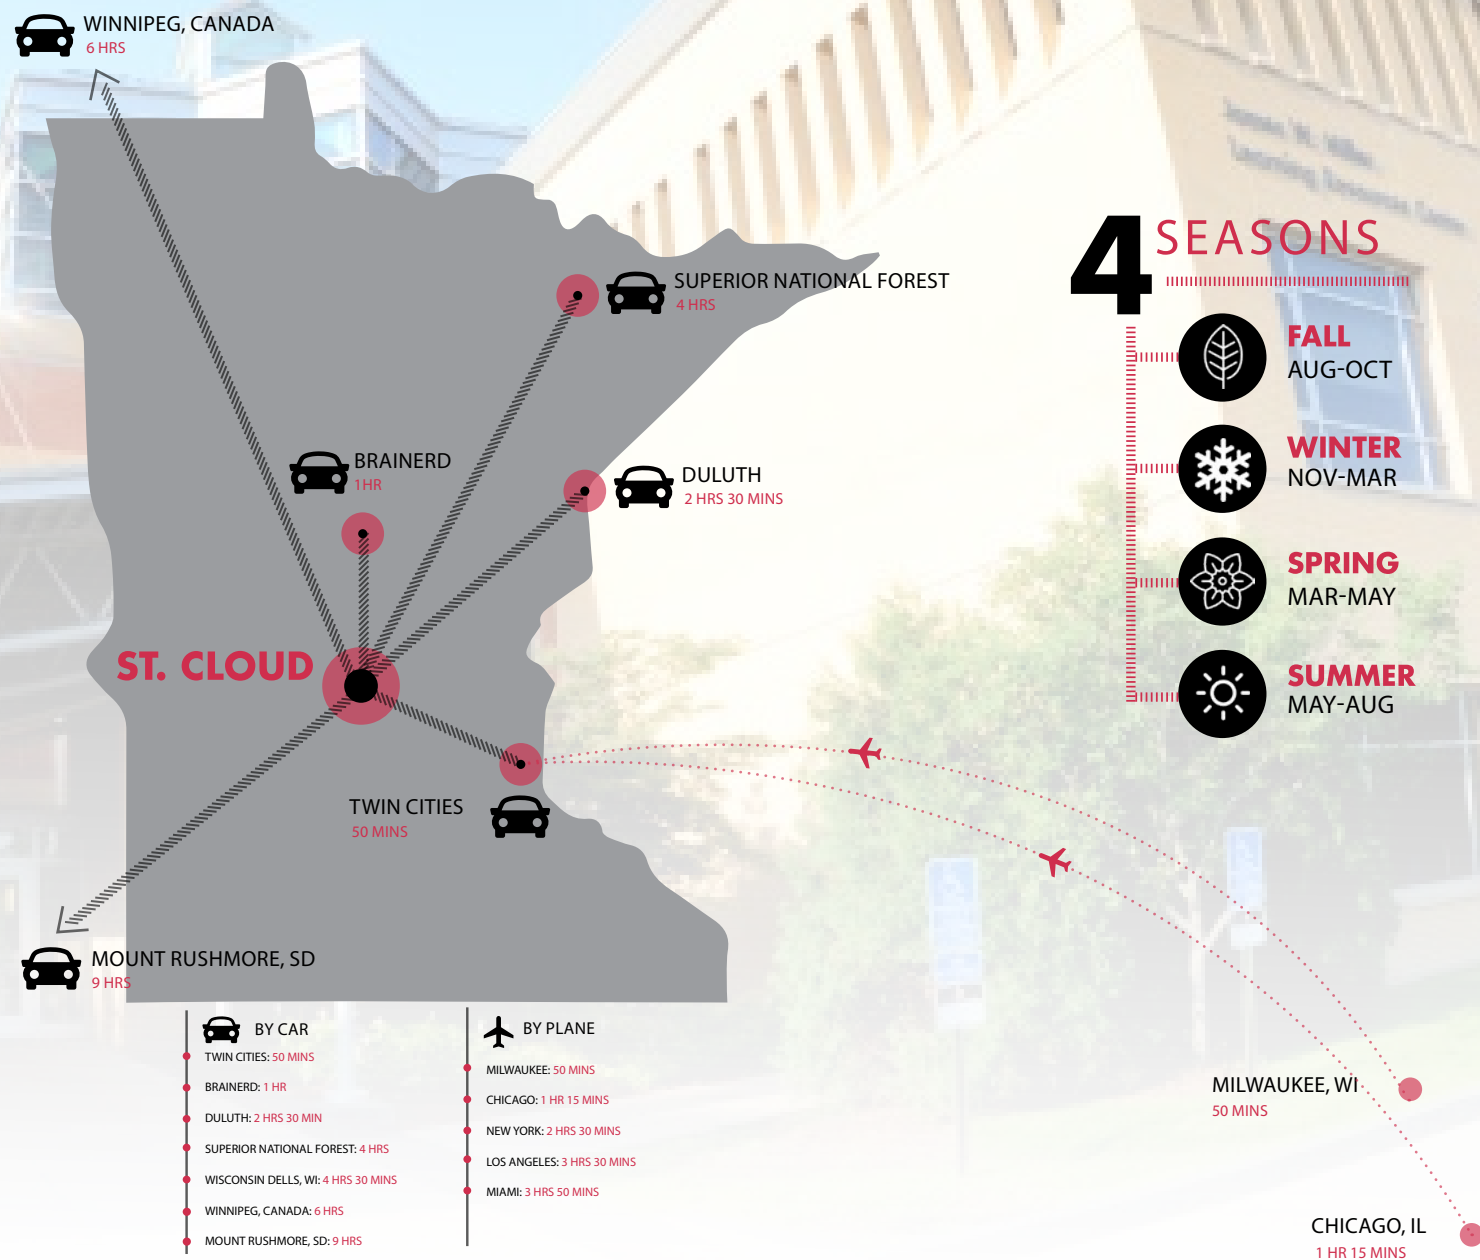 WINNIPEG, CANADA
6 HRS
SUPERIOR NATIONAL FOREST
4 HRS
BRAINERD
1HR
DULUTH
2 HRS 30 MINS
ST. CLOUD
TWIN CITIES
50 MINS
MOUNT RUSHMORE, SD
9 HRS
4 SEASONS
FALL
AUG-OCT
WINTER
NOV-MAR
SPRING
MAR-MAY
SUMMER
MAY-AUG
BY CAR
TWIN CITIES: 50 MINS
BRAINERD: 1 HR
DULUTH: 2 HRS 30 MIN
SUPERIOR NATIONAL FOREST: 4 HRS
WISCONSIN DELLS, WI: 4 HRS 30 MINS
WINNIPEG, CANADA: 6 HRS
MOUNT RUSHMORE, SD: 9 HRS
BY PLANE
MILWAUKEE: 50 MINS
CHICAGO: 1 HR 15 MINS
NEW YORK: 2 HRS 30 MINS
LOS ANGELES: 3 HRS 30 MINS
MIAMI: 3 HRS 50 MINS
MILWAUKEE, WI
50 MINS
CHICAGO, IL
1 HR 15 MINS